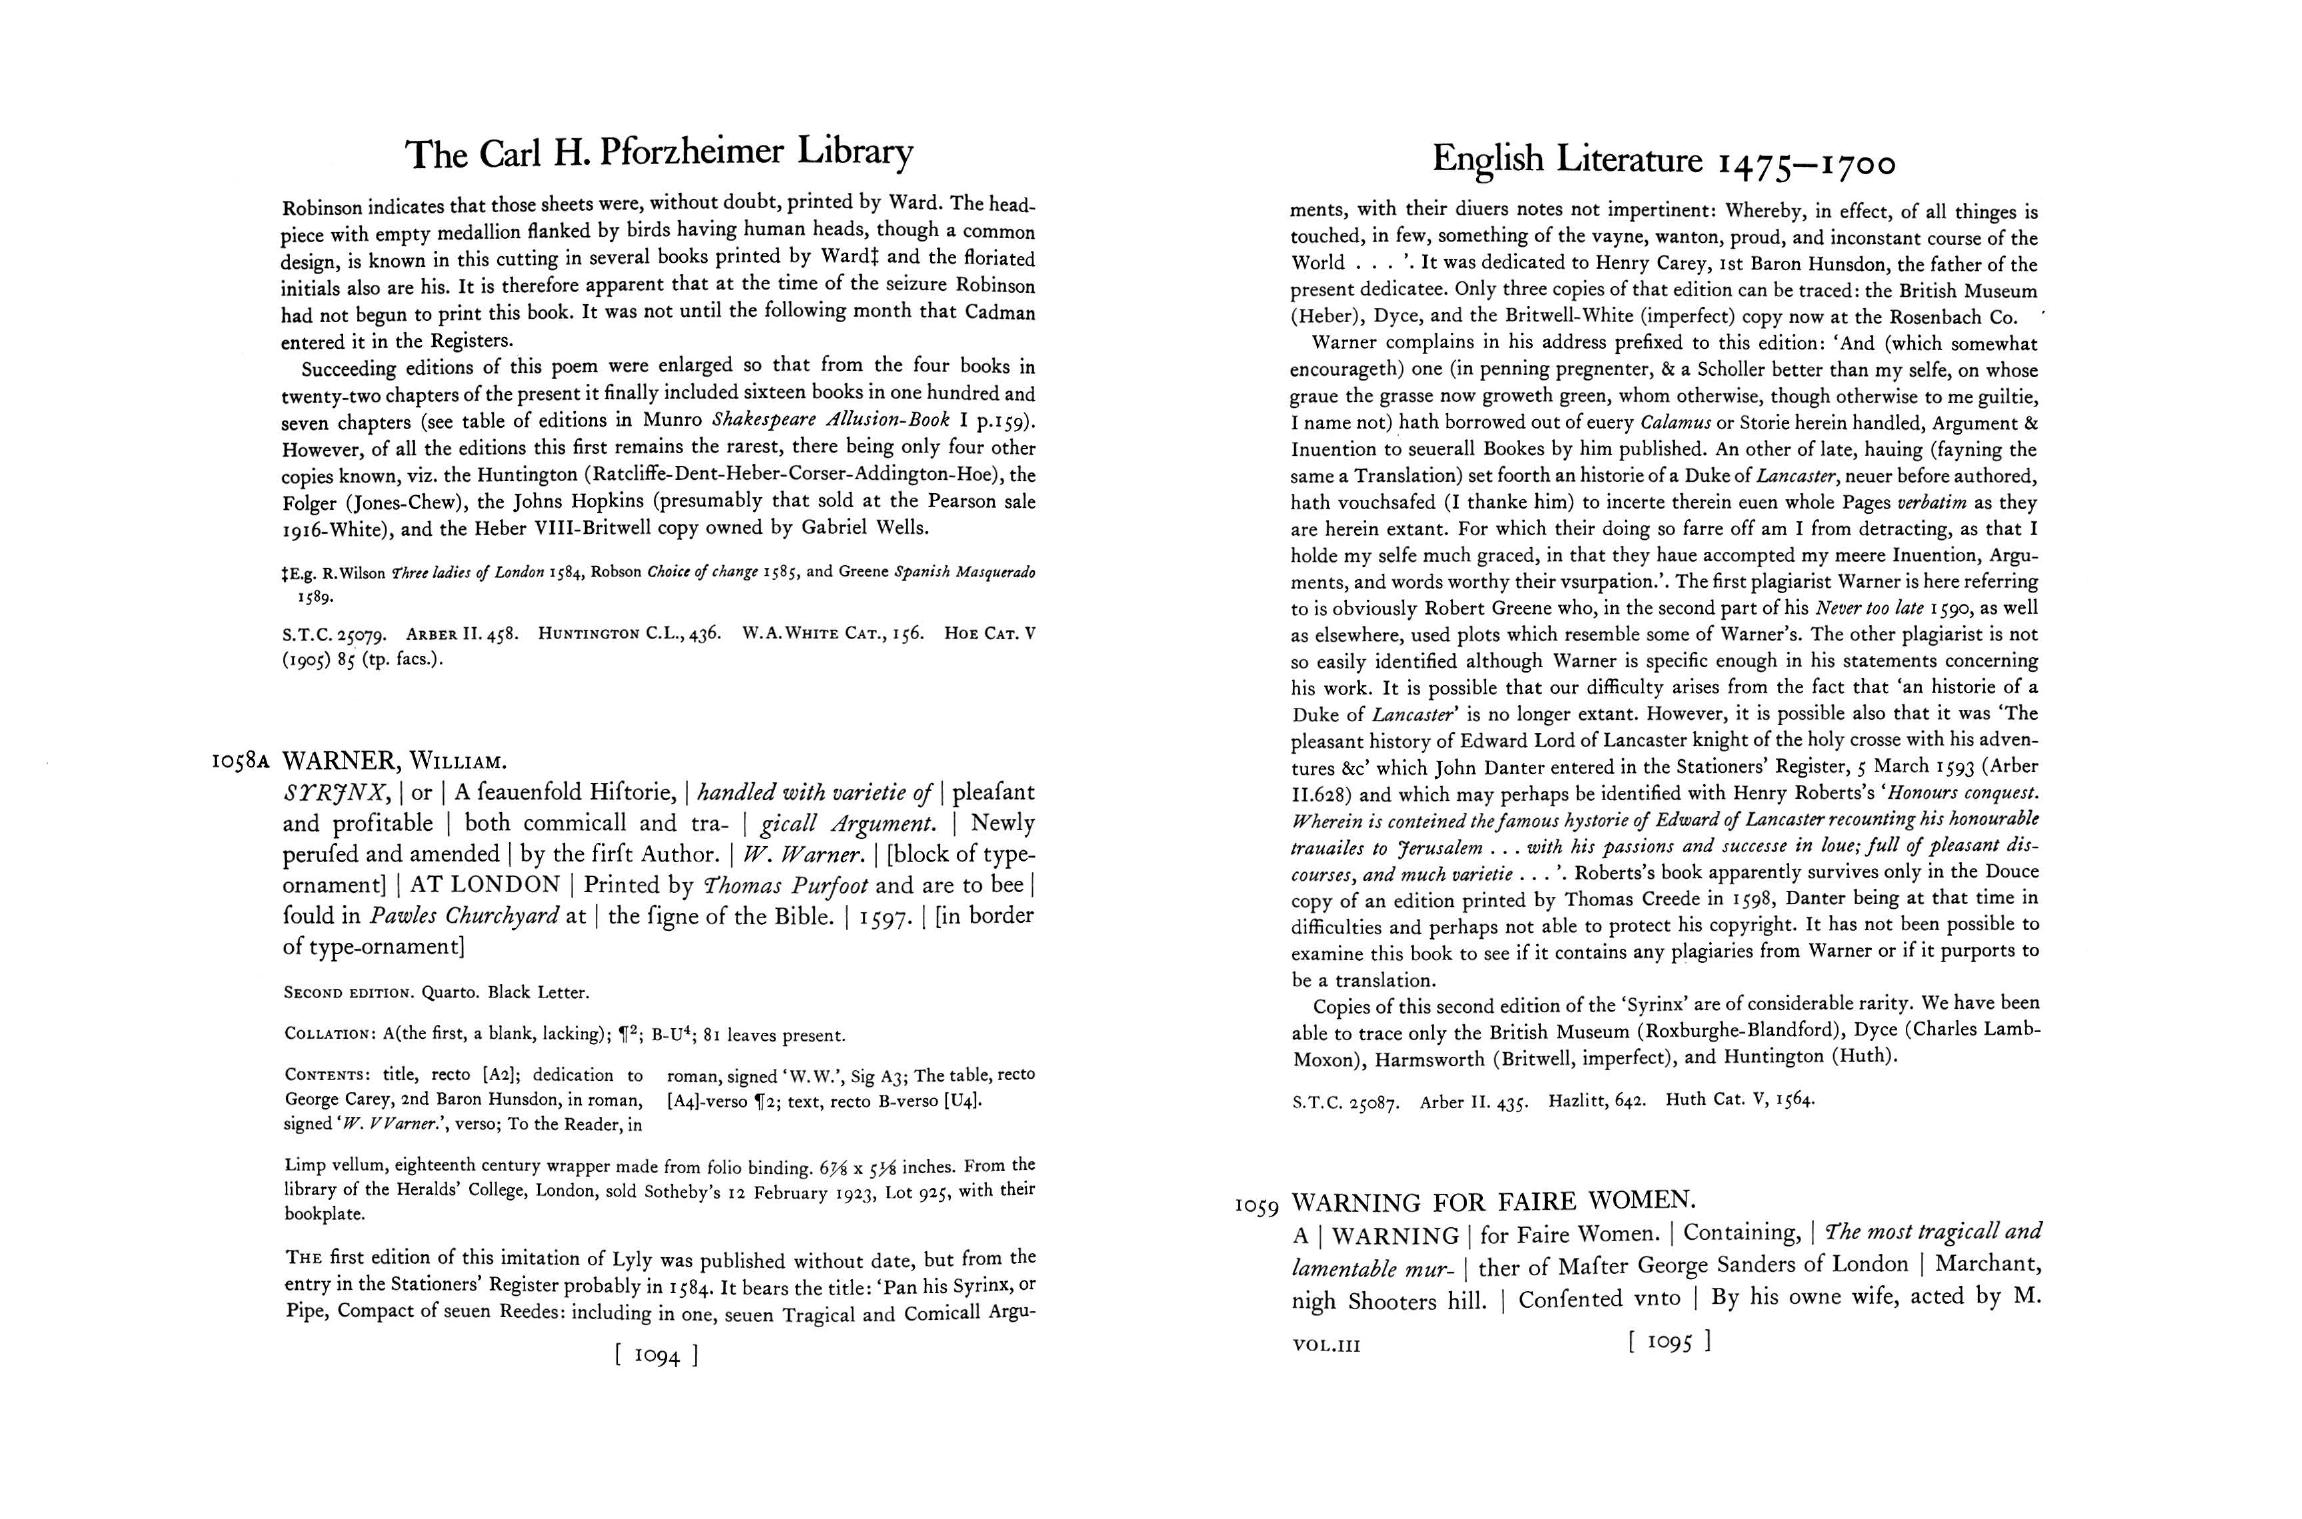 The Carl H. Pforzheimer Library
Robinson indicates that those sheets were, without doubt, printed by Ward. The head-
piece with empty medallion flanked by birds having human heads, though a common
design, is known in this cutting in several books printed by Ward‡ and the floriated
initials also are his. It is therefore apparent that at the time of the seizure Robinson
had not begun to print this book. It was not until the following month that Cadman
entered it in the Registers.
Succeeding editions of this poem were enlarged so that from the four books in
twenty-two chapters of the present it finally included sixteen books in one hundred and
seven chapters (see table of editions in Munro Shakespeare Allusion-Book I p.159).
However, of all the editions this first remains the rarest, there being only four other
copies known, viz. the Huntington (Ratcliffe-Dent-Heber-Corser-Addington-Hoe), the
Folger (Jones-Chew), the Johns Hopkins (presumably that sold at the Pearson sale
1916-White), and the Heber VIII-Britwell copy owned by Gabriel Wells.
‡E.g. R.Wilson Three ladies of London 1584, Robson Choice of change 1585, and Greene Spanish Masquerado
1589.
S.T.C. 25079. ARBER II. 458. HUNTINGTON C.L., 436. W.A.WHITE CAT., 156. HOE CAT. V
(1905) 85 (tp. facs.).
1058A WARNER, WILLIAM.
SYRJNX, | or | A ſeauenfold Hiſtorie, | handled with varietie of | pleaſant
and profitable | both commicall and tra- | gicall Argument. | Newly
peruſed and amended | by the firſt Author. | W. Warner. | [block of type-
ornament] | AT LONDON | Printed by Thomas Purfoot and are to bee |
ſould in Pawles Churchyard at | the ſigne of the Bible. | 1597. | [in border
of type-ornament]
SECOND EDITION. Quarto. Black Letter.
COLLATION: A(the first, a blank, lacking); ¶²; B-U⁴; 81 leaves present.
CONTENTS: title, recto [A2]; dedication to
George Carey, 2nd Baron Hunsdon, in roman,
signed ‘W. VVarner.’, verso; To the Reader, in
roman, signed ‘W.W.’, Sig A3; The table, recto
[A4]-verso ¶2; text, recto B-verso [U4].
Limp vellum, eighteenth century wrapper made from folio binding. 6⅞ x 5⅛ inches. From the
library of the Heralds’ College, London, sold Sotheby’s 12 February 1923, Lot 925, with their
bookplate.
THE first edition of this imitation of Lyly was published without date, but from the
entry in the Stationers’ Register probably in 1584. It bears the title: ‘Pan his Syrinx, or
Pipe, Compact of seuen Reedes: including in one, seuen Tragical and Comicall Argu-
[ 1094 ]
English Literature 1475–1700
ments, with their diuers notes not impertinent: Whereby, in effect, of all thinges is
touched, in few, something of the vayne, wanton, proud, and inconstant course of the
World . . . ’. It was dedicated to Henry Carey, 1st Baron Hunsdon, the father of the
present dedicatee. Only three copies of that edition can be traced: the British Museum
(Heber), Dyce, and the Britwell-White (imperfect) copy now at the Rosenbach Co.
Warner complains in his address prefixed to this edition: ‘And (which somewhat
encourageth) one (in penning pregnenter, & a Scholler better than my selfe, on whose
graue the grasse now groweth green, whom otherwise, though otherwise to me guiltie,
I name not) hath borrowed out of euery Calamus or Storie herein handled, Argument &
Inuention to seuerall Bookes by him published. An other of late, hauing (fayning the
same a Translation) set foorth an historie of a Duke of Lancaster, neuer before authored,
hath vouchsafed (I thanke him) to incerte therein euen whole Pages verbatim as they
are herein extant. For which their doing so farre off am I from detracting, as that I
holde my selfe much graced, in that they haue accompted my meere Inuention, Argu-
ments, and words worthy their vsurpation.’. The first plagiarist Warner is here referring
to is obviously Robert Greene who, in the second part of his Never too late 1590, as well
as elsewhere, used plots which resemble some of Warner’s. The other plagiarist is not
so easily identified although Warner is specific enough in his statements concerning
his work. It is possible that our difficulty arises from the fact that ‘an historie of a
Duke of Lancaster’ is no longer extant. However, it is possible also that it was ‘The
pleasant history of Edward Lord of Lancaster knight of the holy crosse with his adven-
tures &c’ which John Danter entered in the Stationers’ Register, 5 March 1593 (Arber
II.628) and which may perhaps be identified with Henry Roberts’s ‘Honours conquest.
Wherein is conteined the famous hystorie of Edward of Lancaster recounting his honourable
trauailes to Jerusalem . . . with his passions and successe in loue; full of pleasant dis-
courses, and much varietie . . . ’. Roberts’s book apparently survives only in the Douce
copy of an edition printed by Thomas Creede in 1598, Danter being at that time in
difficulties and perhaps not able to protect his copyright. It has not been possible to
examine this book to see if it contains any plagiaries from Warner or if it purports to
be a translation.
Copies of this second edition of the ‘Syrinx’ are of considerable rarity. We have been
able to trace only the British Museum (Roxburghe-Blandford), Dyce (Charles Lamb-
Moxon), Harmsworth (Britwell, imperfect), and Huntington (Huth).
S.T.C. 25087. Arber II. 435. Hazlitt, 642. Huth Cat. V, 1564.
1059 WARNING FOR FAIRE WOMEN.
A | WARNING | for Faire Women. | Containing, | The most tragicall and
lamentable mur- | ther of Maſter George Sanders of London | Marchant,
nigh Shooters hill. | Conſented vnto | By his owne wife, acted by M.
VOL.III
[ 1095 ]